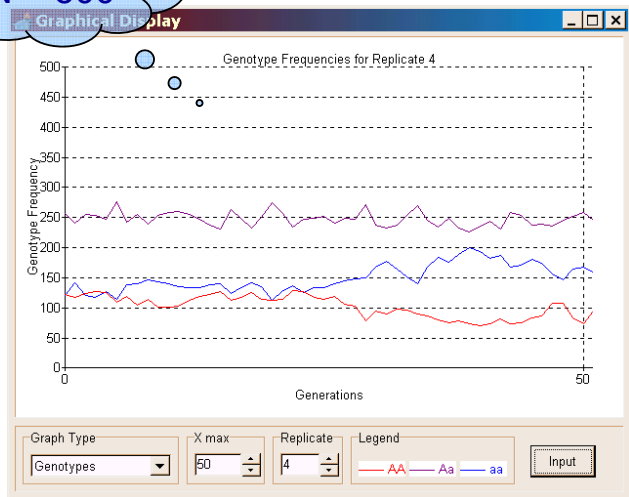 Graphical Display
Genotype Frequencies for Replicate 4
Genotype Frequency
500
450
400
350
300
250
200
150
100
50
0
0
50
Generations
Graph Type
Genotypes
X max
50
Replicate
4
Legend
AA
Aa
aa
Input